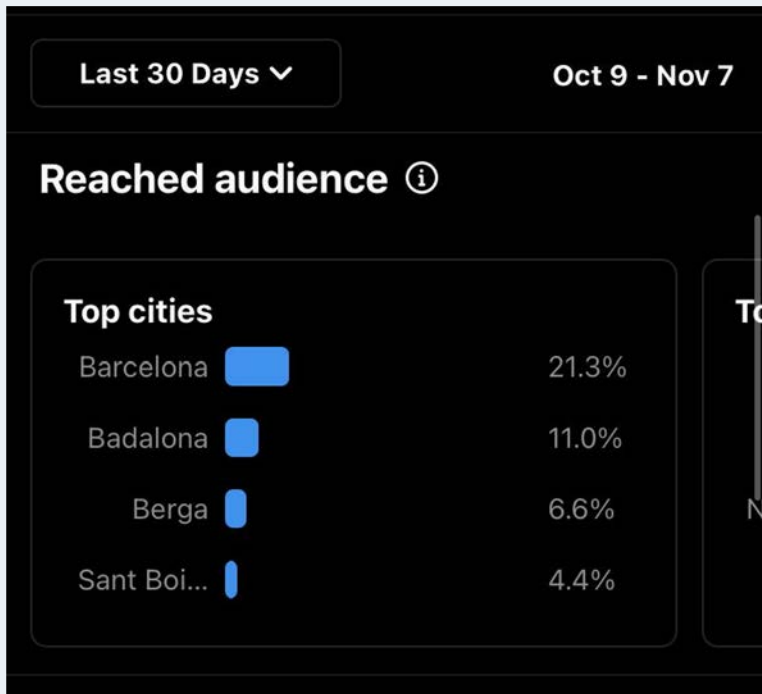 Last 30 Days
Oct 9 - Nov 7
Reached audience
Top cities
Barcelona 21.3%
Badalona 11.0%
Berga 6.6%
Sant Boi... 4.4%